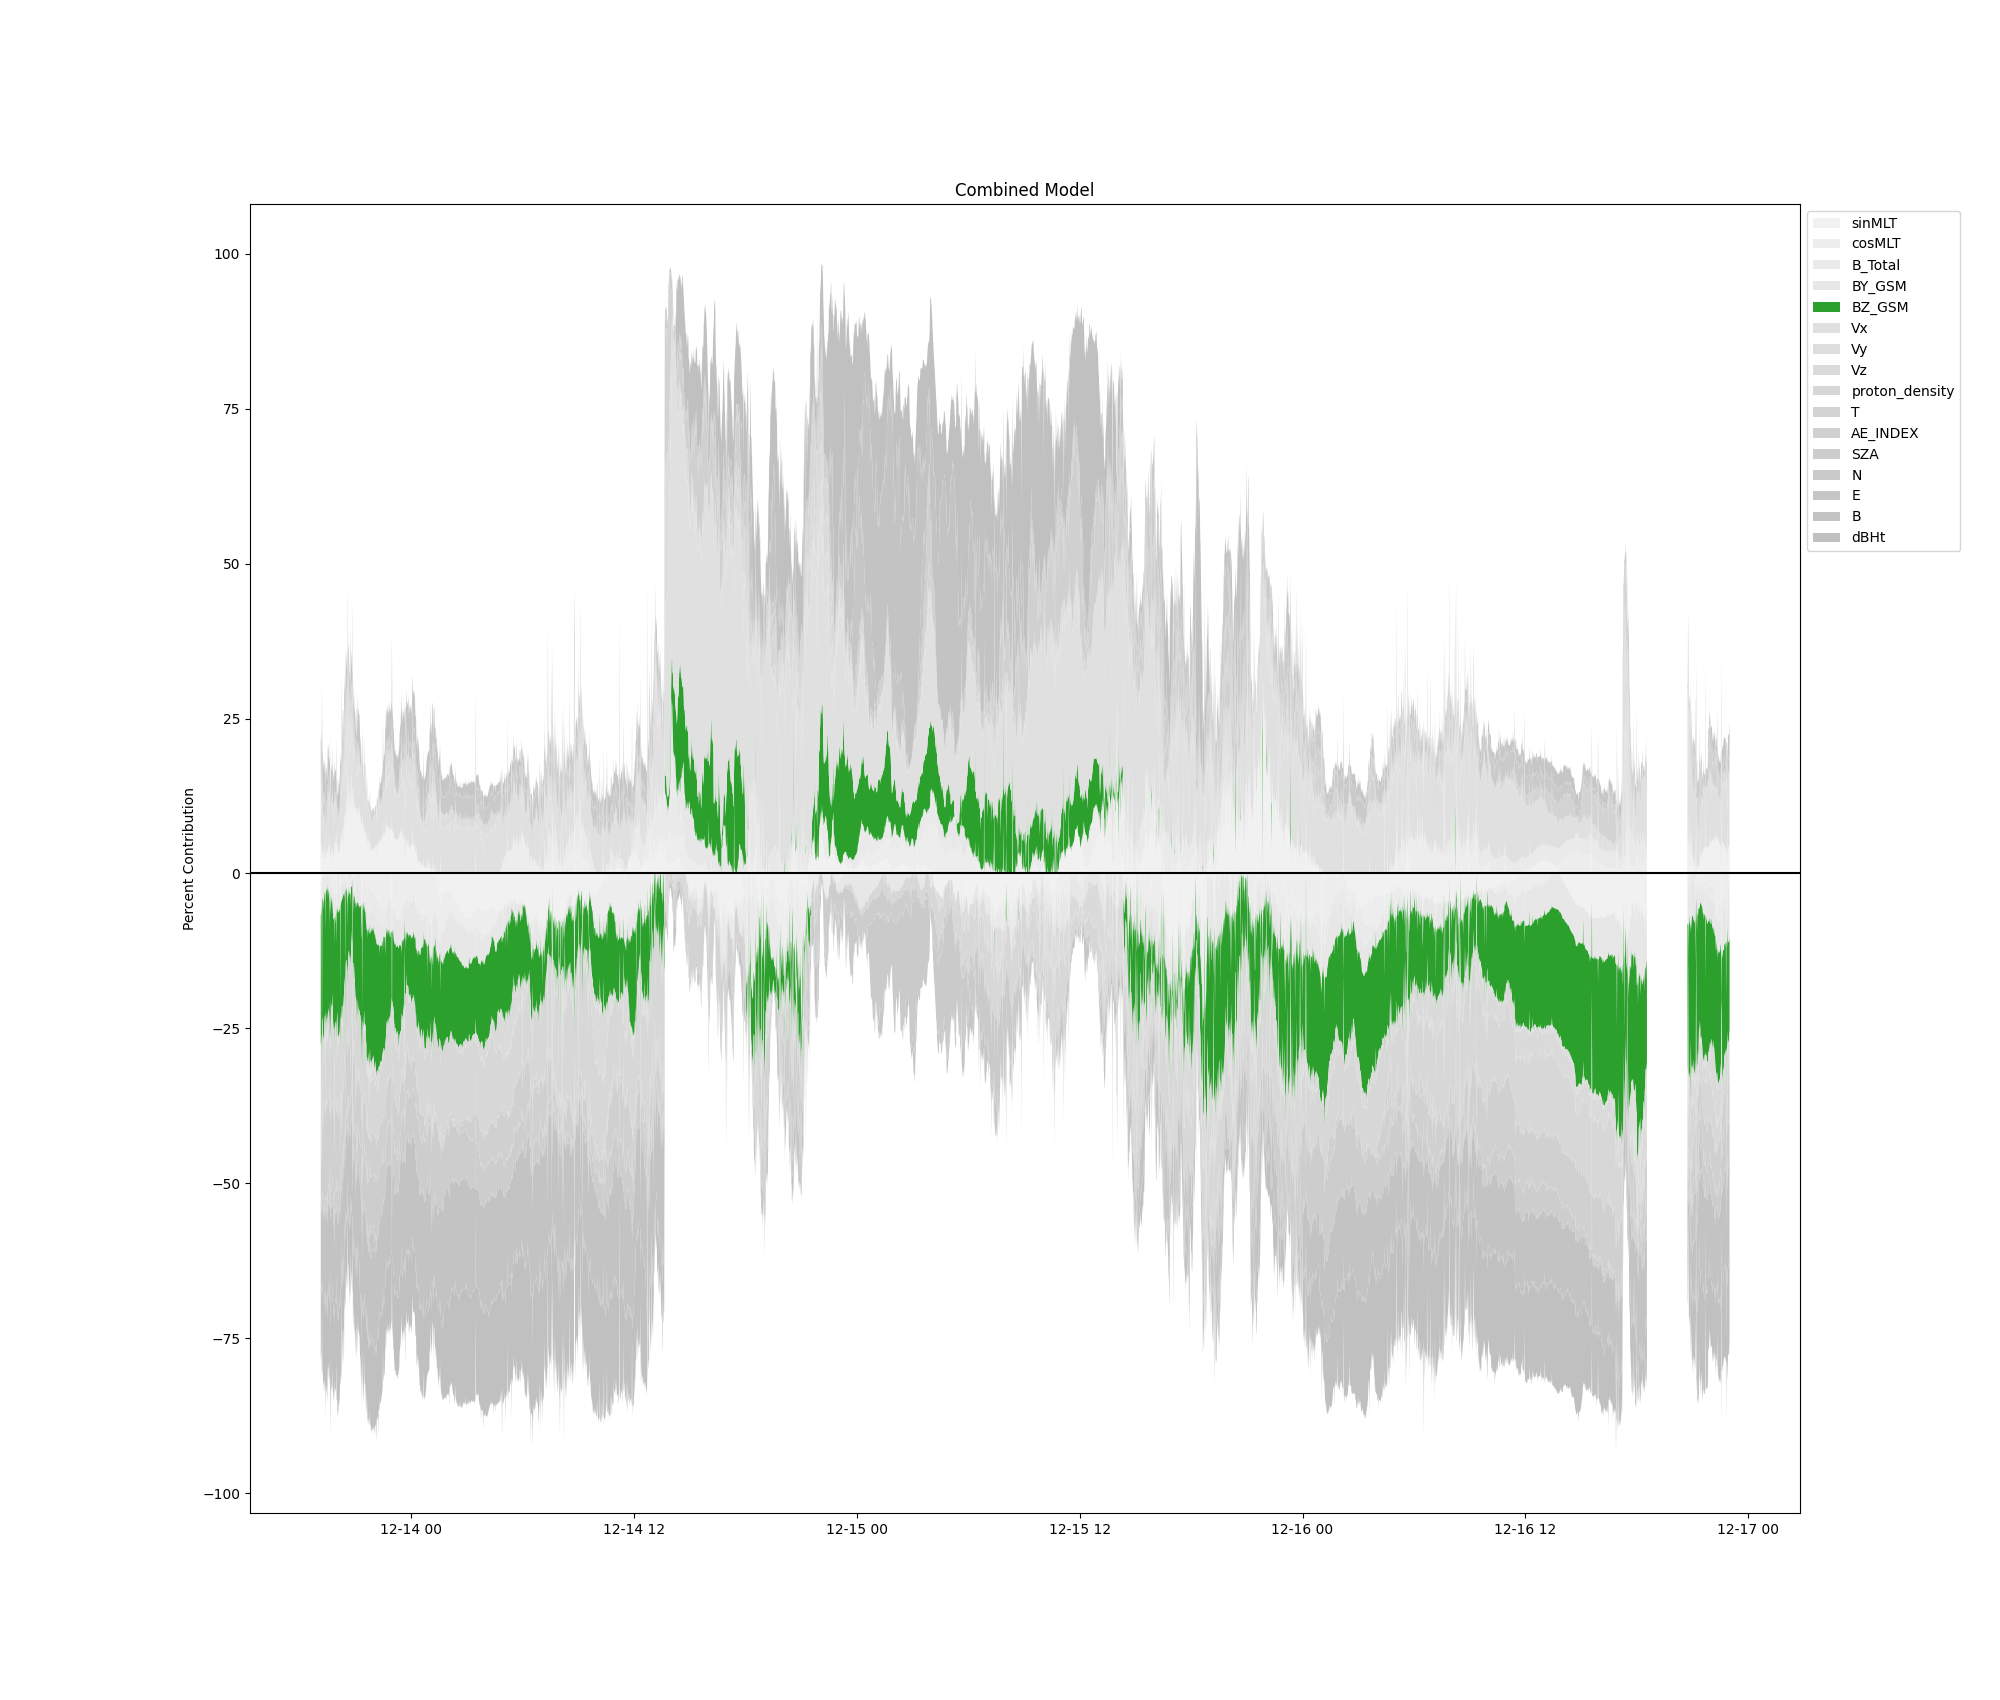 Combined Model
Percent Contribution
100
75
50
25
0
−25
−50
−75
−100
12-14 00
12-14 12
12-15 00
12-15 12
12-16 00
12-16 12
12-17 00
sinMLT
cosMLT
B_Total
BY_GSM
BZ_GSM
Vx
Vy
Vz
proton_density
T
AE_INDEX
SZA
N
E
B
dBHt